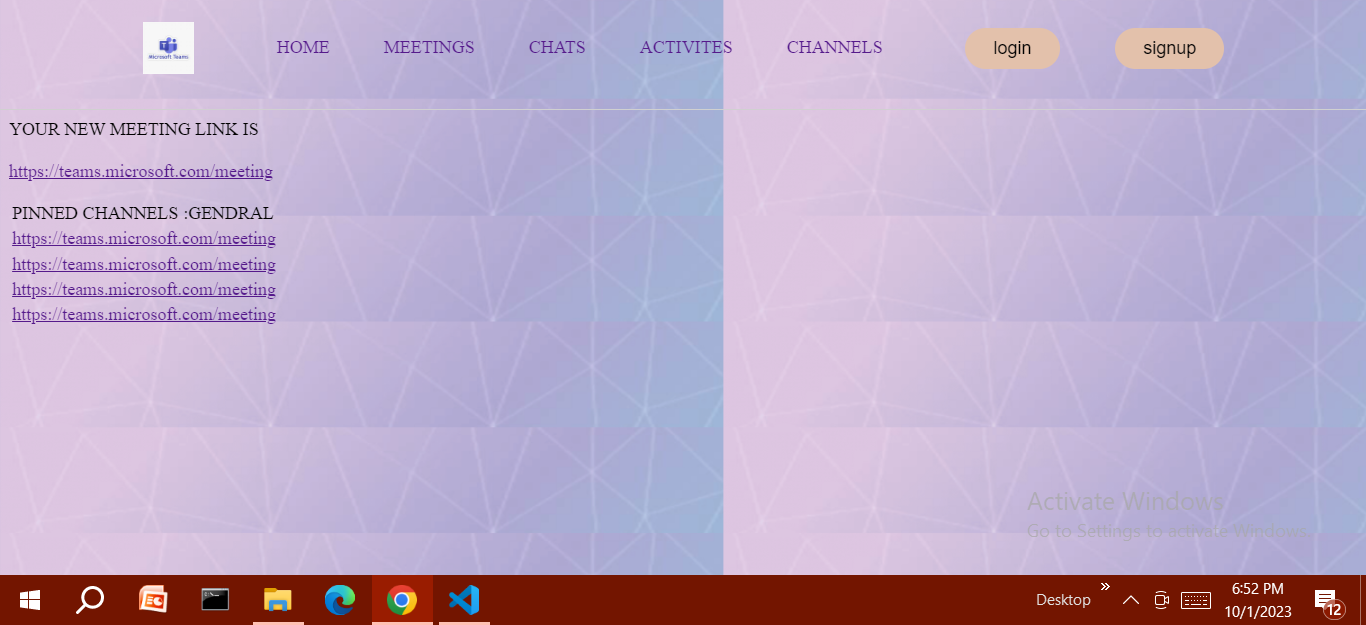 Microsoft Teams
HOME MEETINGS CHATS ACTIVITES CHANNELS login signup
YOUR NEW MEETING LINK IS
https://teams.microsoft.com/meeting
PINNED CHANNELS :GENDRAL
https://teams.microsoft.com/meeting
https://teams.microsoft.com/meeting
https://teams.microsoft.com/meeting
https://teams.microsoft.com/meeting
Activate Windows
Go to Settings to activate Windows.
Desktop
6:52 PM
10/1/2023
12